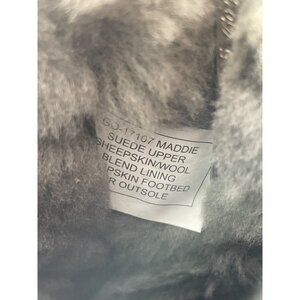 17107 MADDIE
SUEDE UPPER
SHEEPSKIN/WOOL
BLEND LINING
PSKIN FOOTBED
R OUTSOLE